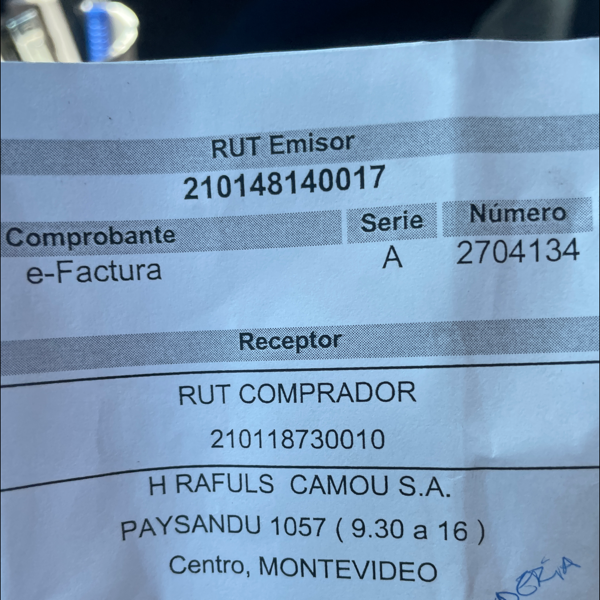 RUT Emisor
210148140017
Comprobante Serie Número
e-Factura A 2704134
Receptor
RUT COMPRADOR
210118730010
H RAFULS CAMOU S.A.
PAYSANDU 1057 ( 9.30 a 16 )
Centro, MONTEVIDEO